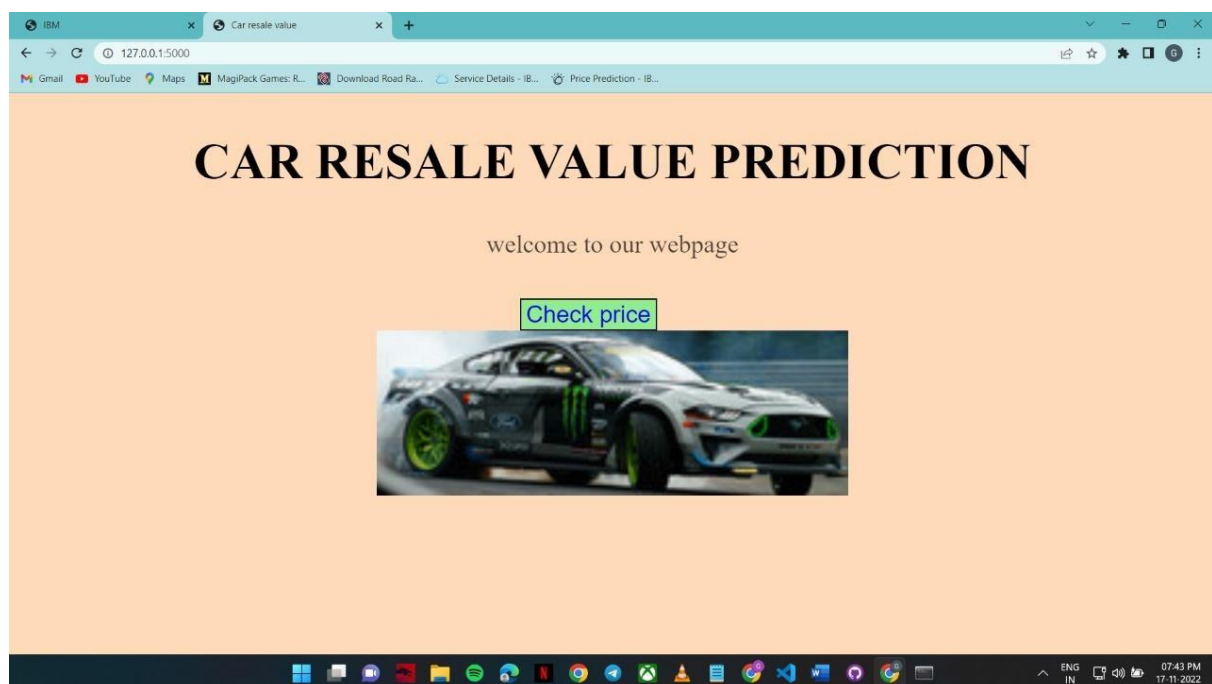 IBM
Car resale value
127.0.0.1:5000
Gmail
YouTube
Maps
MagiPack Games: R...
Download Road Ra...
Service Details - IB...
Price Prediction - IB...
G
CAR RESALE VALUE PREDICTION
welcome to our webpage
Check price
Ford
ENG
IN
07:43 PM
17-11-2022